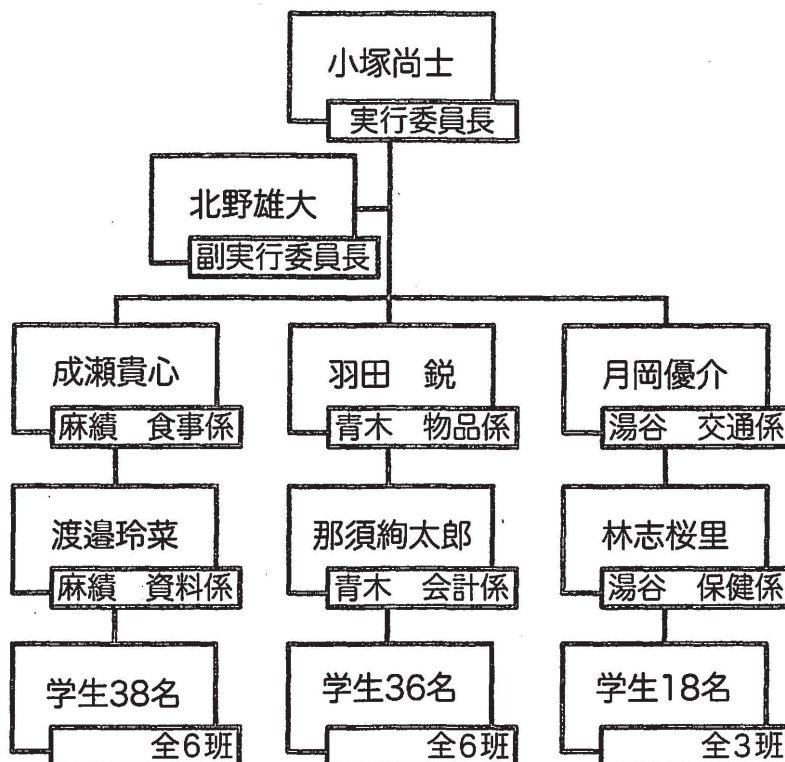 小塚尚士
実行委員長
北野雄大
副実行委員長
成瀬貴心
麻績　食事係
羽田　鋭
青木　物品係
月岡優介
湯谷　交通係
渡邉玲菜
麻績　資料係
那須絢太郎
青木　会計係
林志桜里
湯谷　保健係
学生38名
全6班
学生36名
全6班
学生18名
全3班